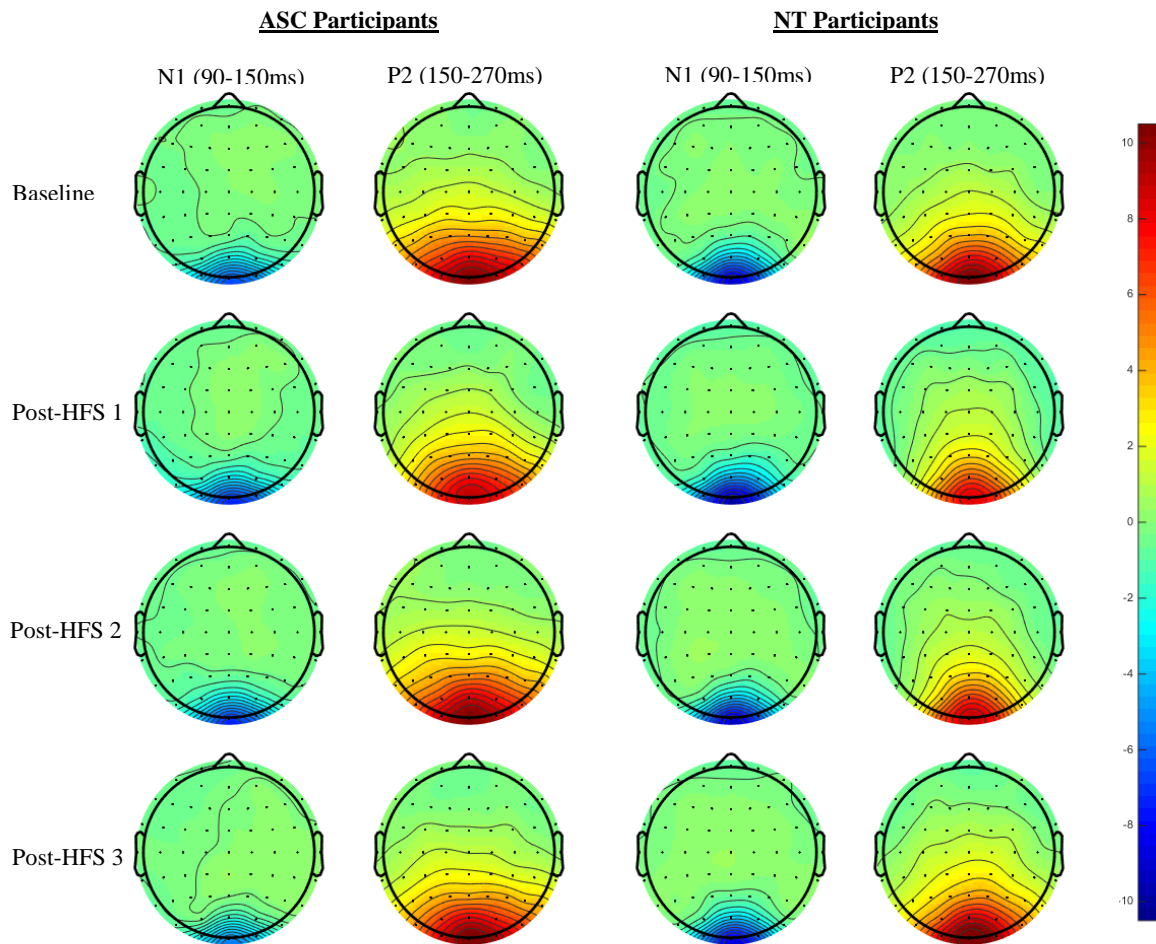 ASC Participants NT Participants
N1 (90-150ms) P2 (150-270ms) N1 (90-150ms) P2 (150-270ms)
Baseline
Post-HFS 1
Post-HFS 2
Post-HFS 3
10
8
6
4
2
0
-2
-4
-6
-8
-10